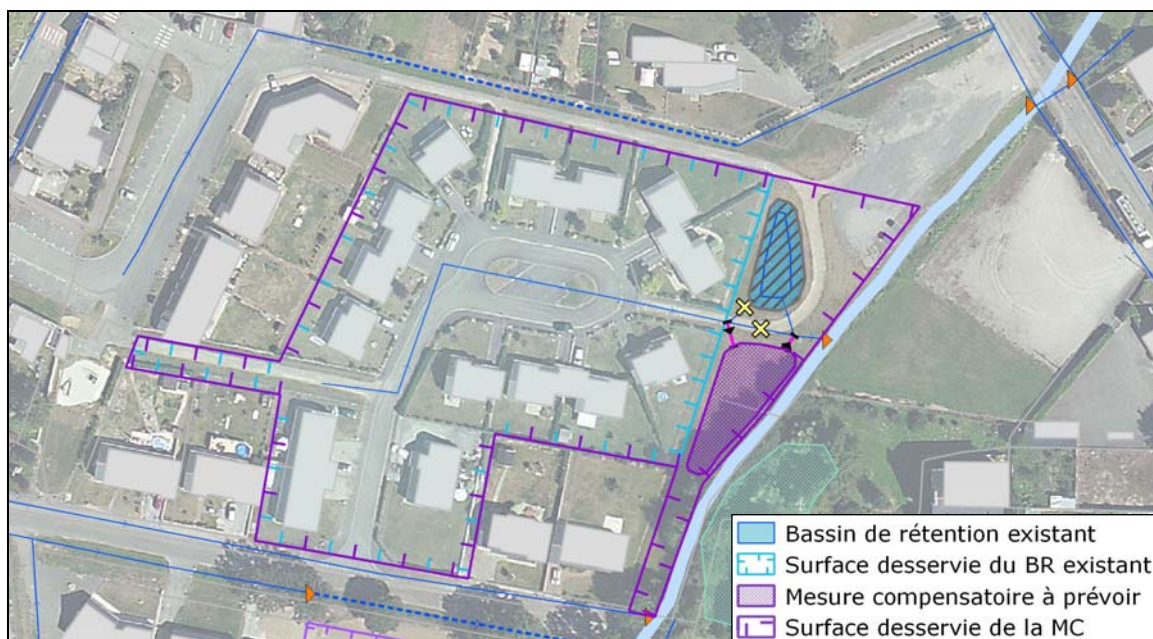 Bassin de rétention existant
Surface desservie du BR existant
Mesure compensatoire à prévoir
Surface desservie de la MC